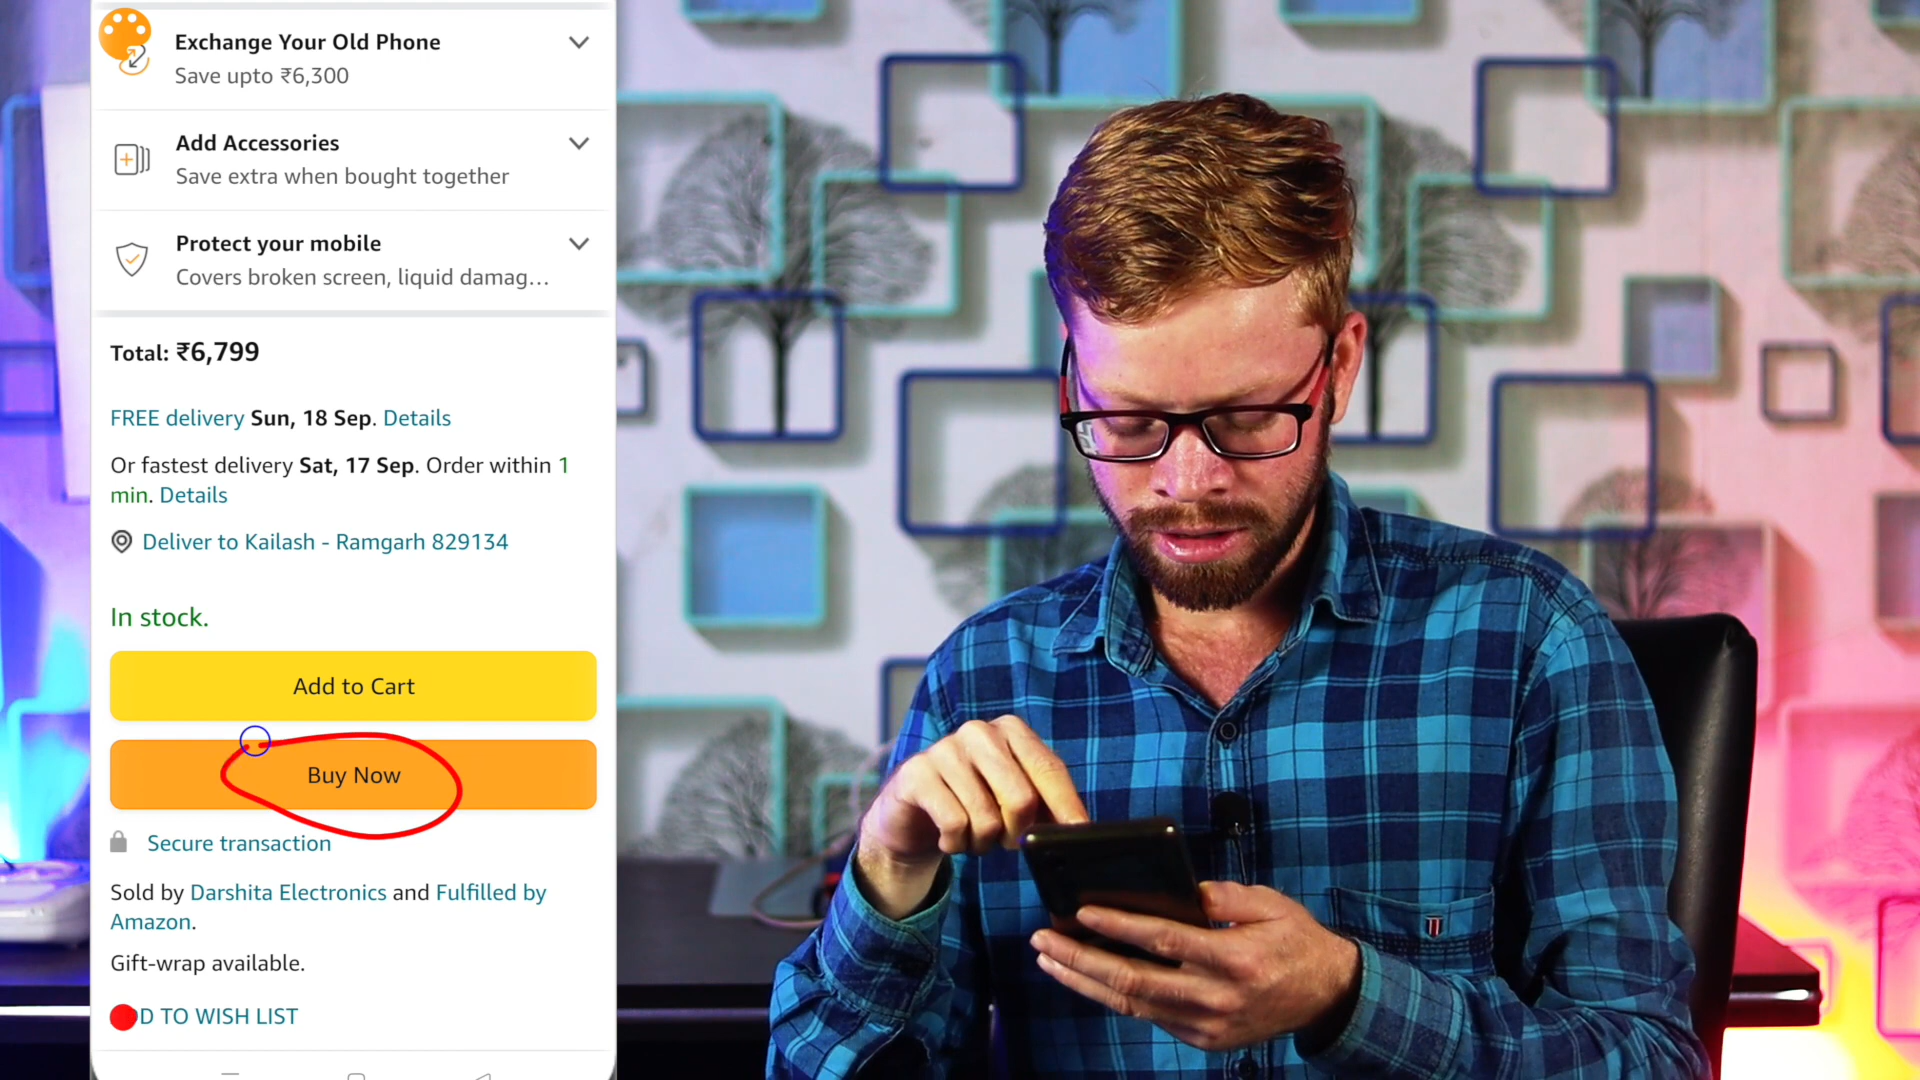 Exchange Your Old Phone
Save upto ₹6,300
Add Accessories
Save extra when bought together
Protect your mobile
Covers broken screen, liquid damag...
Total: ₹6,799
FREE delivery Sun, 18 Sep. Details
Or fastest delivery Sat, 17 Sep. Order within 1
min. Details
Deliver to Kailash - Ramgarh 829134
In stock.
Add to Cart
Buy Now
Secure transaction
Sold by Darshita Electronics and Fulfilled by
Amazon.
Gift-wrap available.
D TO WISH LIST